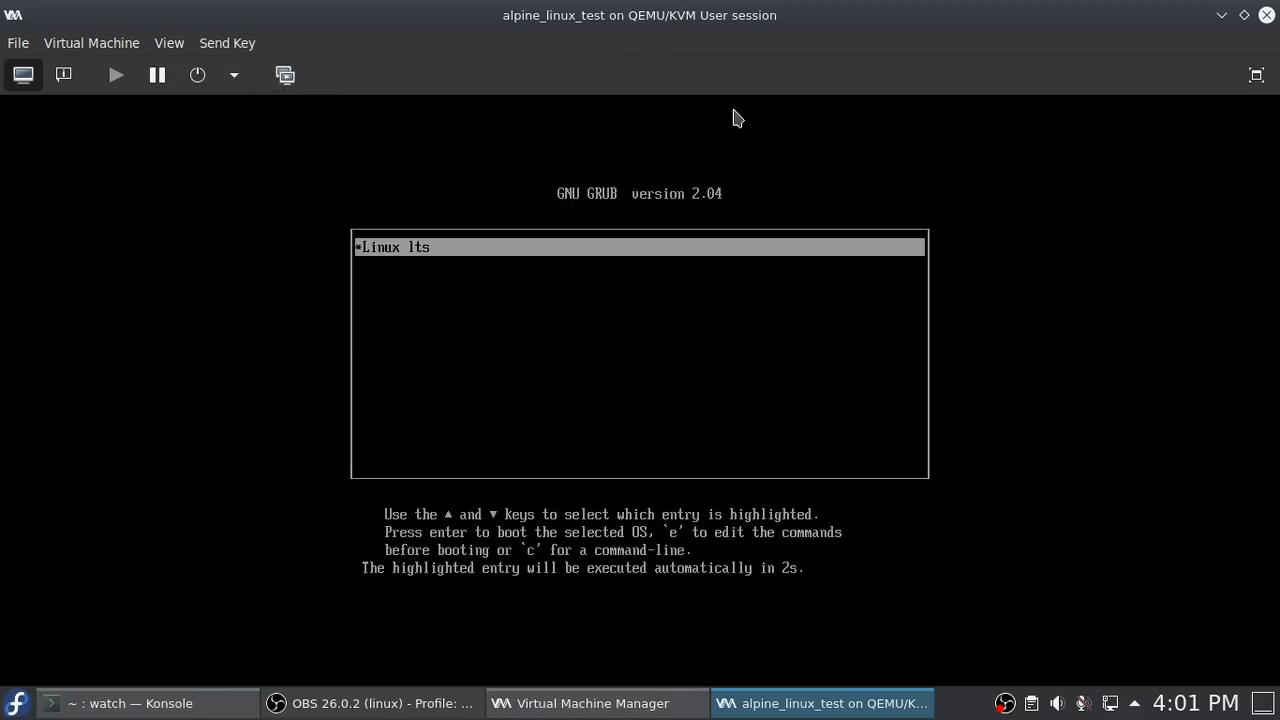 alpine_linux_test on QEMU/KVM User session
File Virtual Machine View Send Key
GNU GRUB version 2.04
*Linux lts
Use the ▲ and ▼ keys to select which entry is highlighted.
Press enter to boot the selected OS, `e' to edit the commands
before booting or `c' for a command-line.
The highlighted entry will be executed automatically in 2s.
~ : watch — Konsole
OBS 26.0.2 (linux) - Profile: ...
Virtual Machine Manager
alpine_linux_test on QEMU/K...
4:01 PM